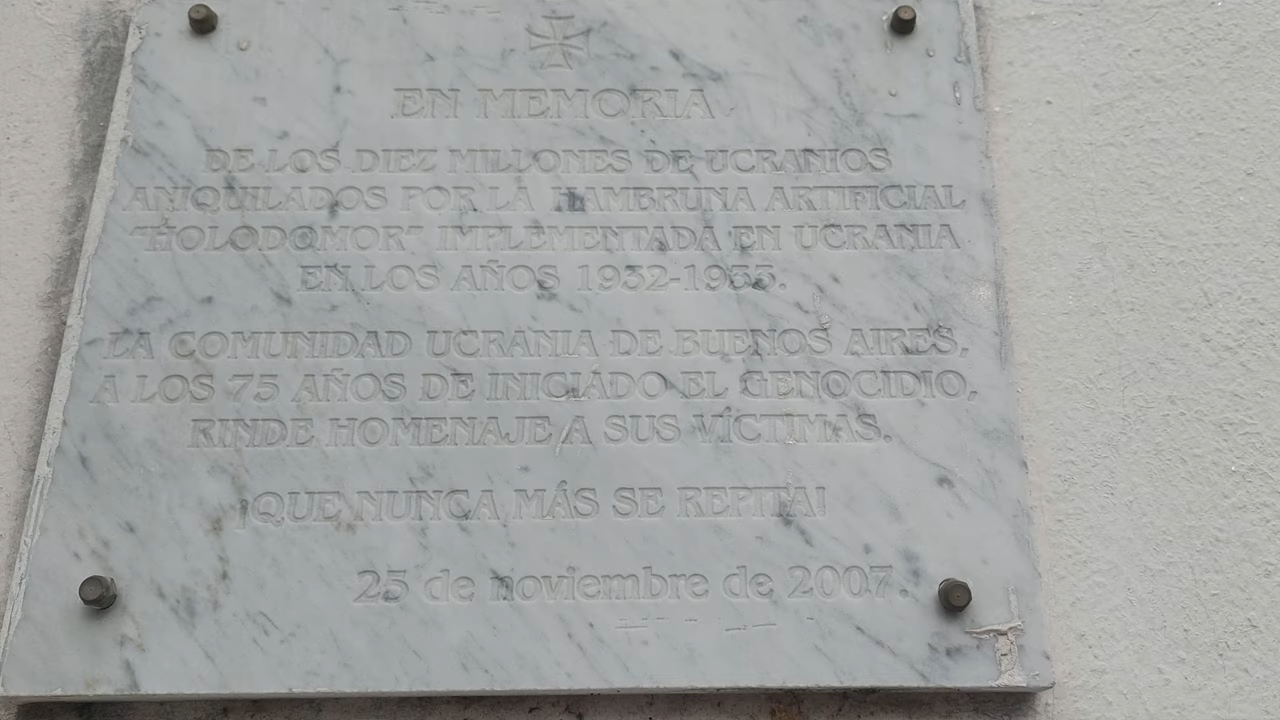 EN MEMORIA
DE LOS DIEZ MILLONES DE UCRANIOS
ANIQUILADOS POR LA HAMBRUNA ARTIFICIAL
"HOLODOMOR" IMPLEMENTADA EN UCRANIA
EN LOS AÑOS 1932-1933.
LA COMUNIDAD UCRANIA DE BUENOS AIRES,
A LOS 75 AÑOS DE INICIADO EL GENOCIDIO,
RINDE HOMENAJE A SUS VÍCTIMAS.
¡QUE NUNCA MÁS SE REPITA!
25 de noviembre de 2007.